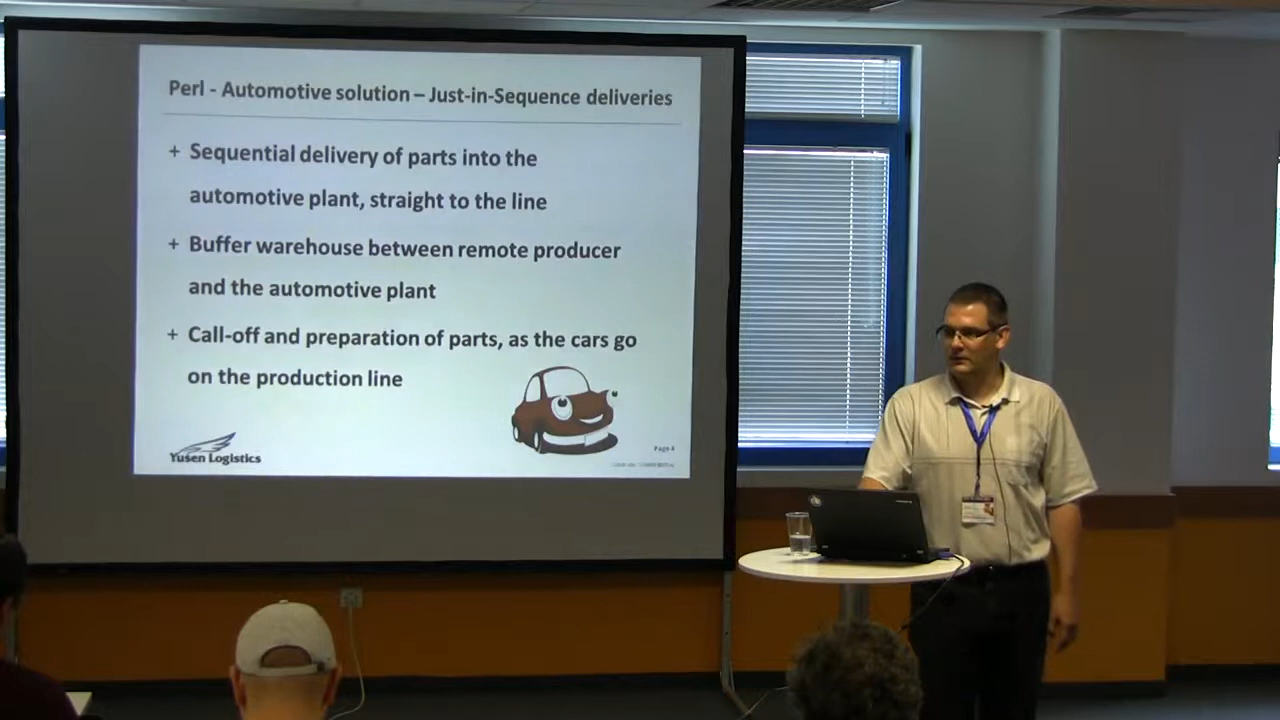 Perl - Automotive solution – Just-in-Sequence deliveries
+ Sequential delivery of parts into the
automotive plant, straight to the line
+ Buffer warehouse between remote producer
and the automotive plant
+ Call-off and preparation of parts, as the cars go
on the production line
Yusen Logistics
Page 4